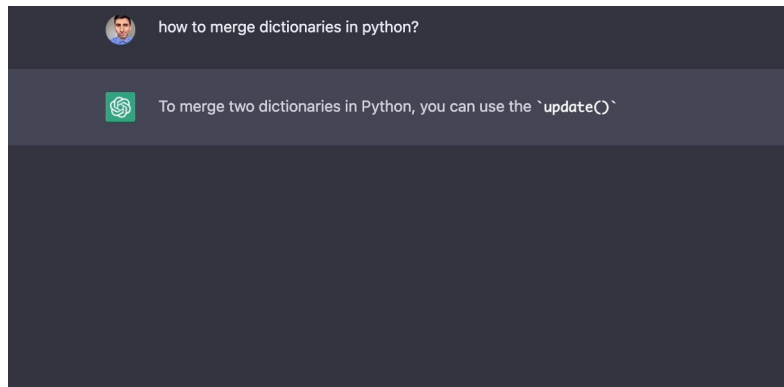 how to merge dictionaries in python?
To merge two dictionaries in Python, you can use the `update()`